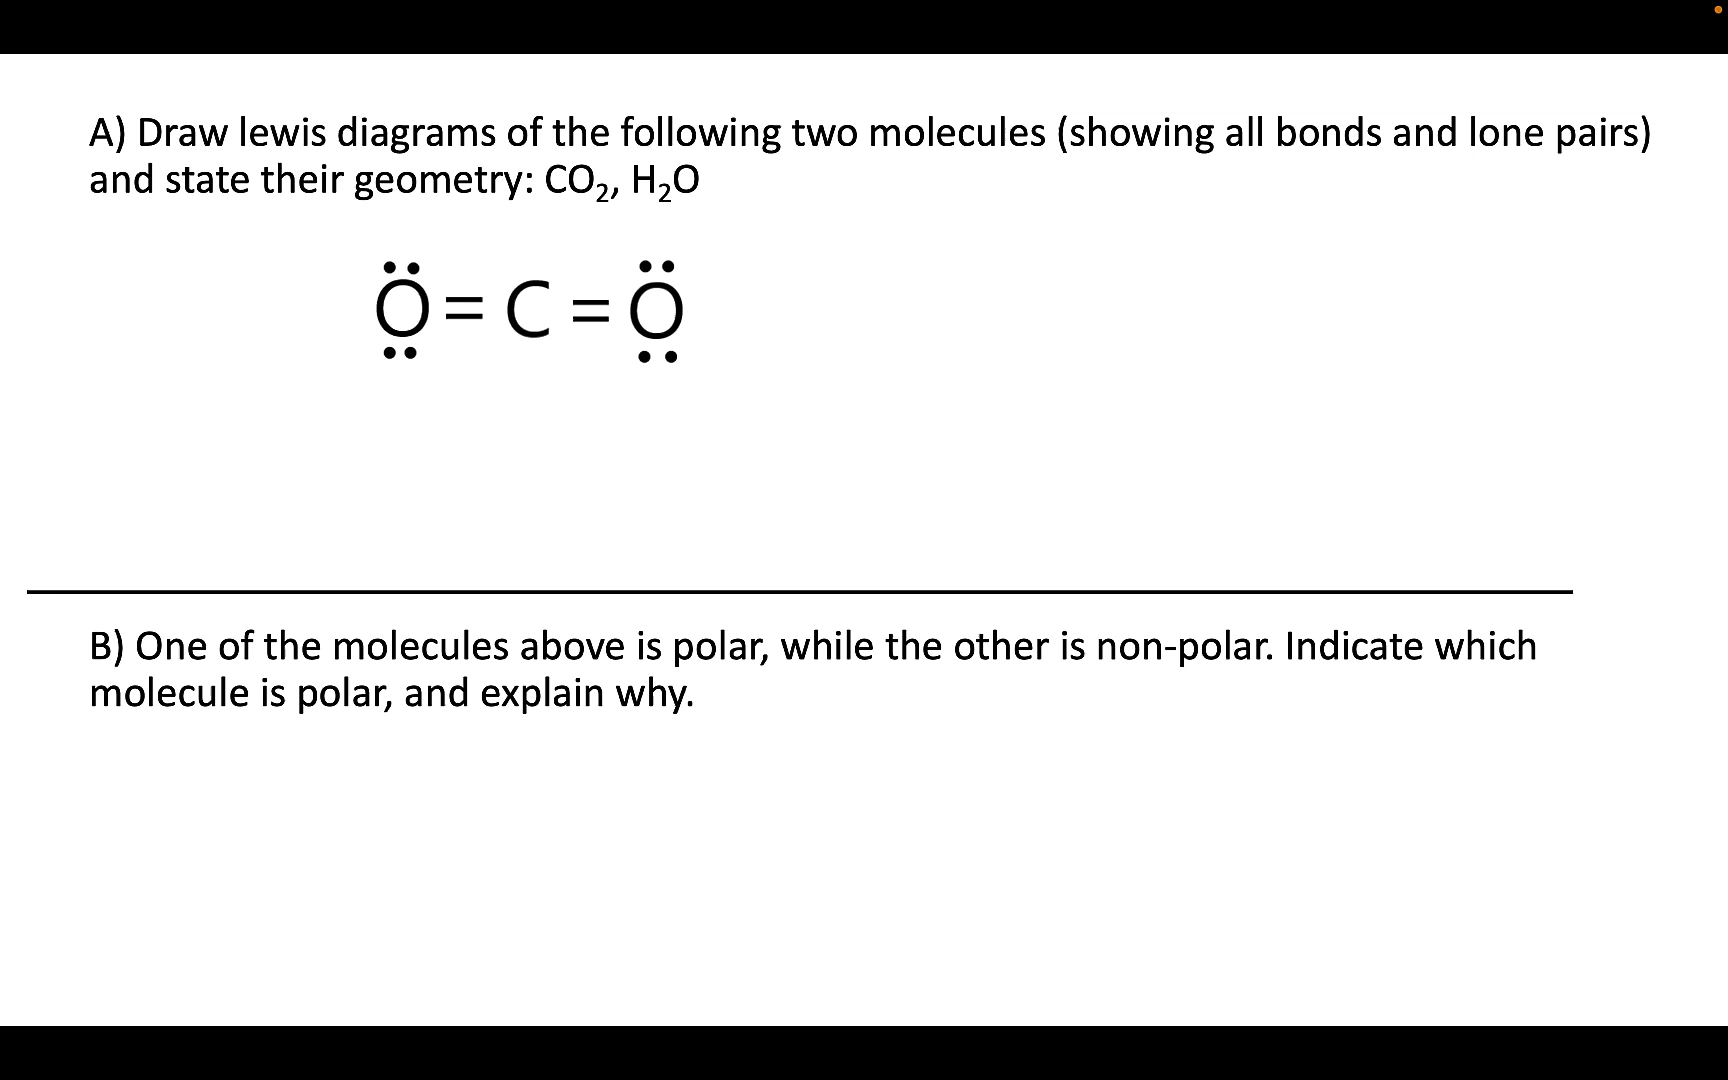 A) Draw lewis diagrams of the following two molecules (showing all bonds and lone pairs)
and state their geometry: CO₂, H₂O
Ö = C = Ö
B) One of the molecules above is polar, while the other is non-polar. Indicate which
molecule is polar, and explain why.